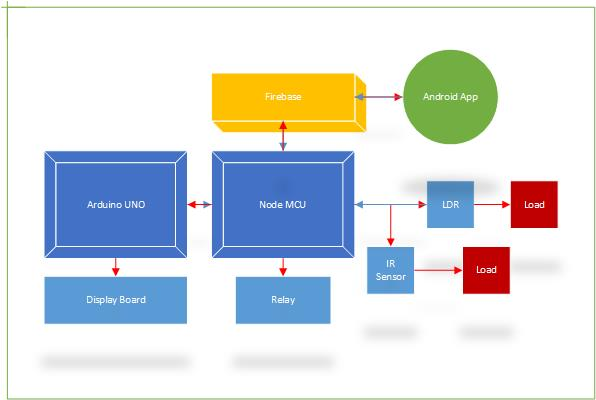 Firebase
Android App
Arduino UNO
Node MCU
LDR
Load
IR
Sensor
Load
Display Board
Relay